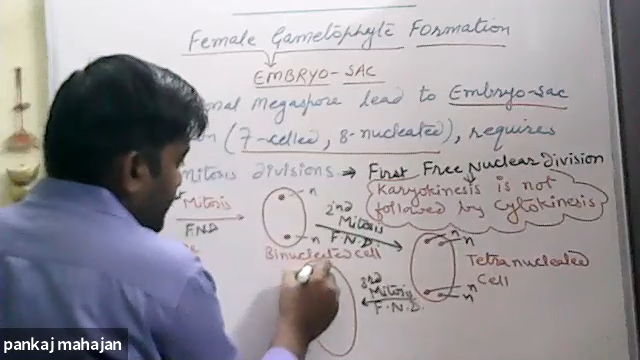 Female Gametophyte Formation
EMBRYO-SAC
onal megaspore lead to Embryo-sac
(7-celled, 8-nucleated), requires
Mitosis divisions → First Free Nuclear Division
Karyokinesis is not
followed by cytokinesis
Mitosis
F.N.D
n
n
Binucleated cell
2nd
Mitosis
F.N.D.
n
n
n
n
Tetranucleated
Cell
3rd
Mitosis
F.N.D.
pankaj mahajan